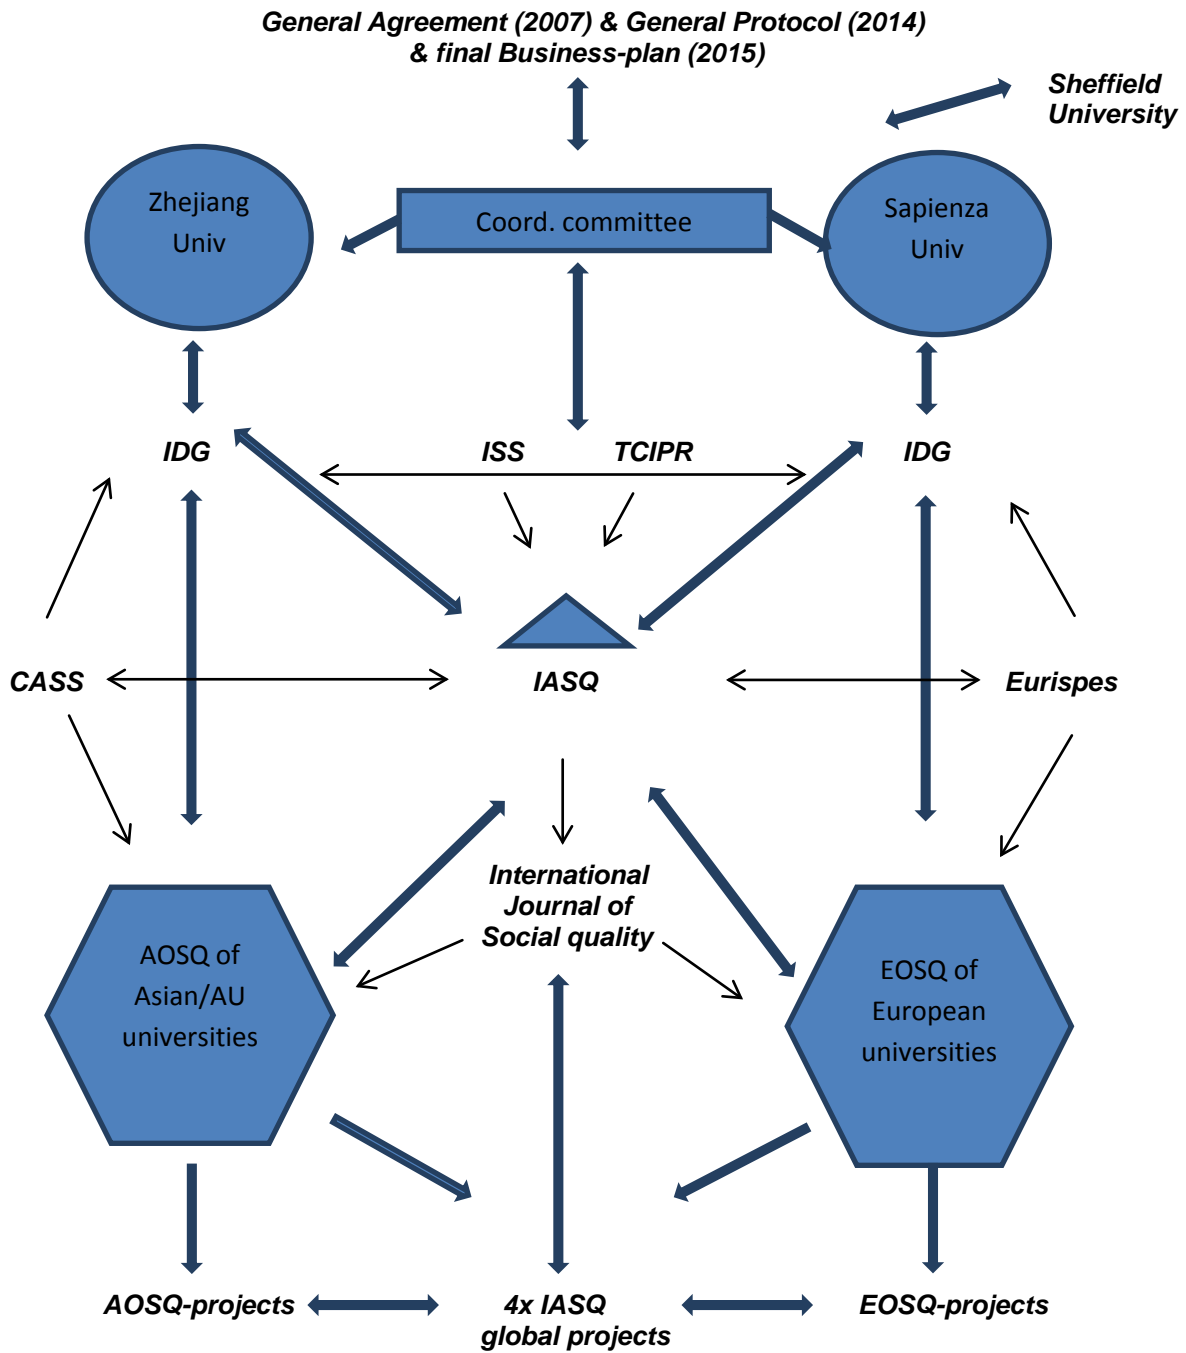 General Agreement (2007) & General Protocol (2014)
& final Business-plan (2015)
Sheffield
University
Zhejiang
Univ
Coord. committee
Sapienza
Univ
IDG
ISS
TCIPR
IDG
CASS
IASQ
Eurispes
International
Journal of
Social quality
AOSQ of
Asian/AU
universities
EOSQ of
European
universities
AOSQ-projects
4x IASQ
global projects
EOSQ-projects